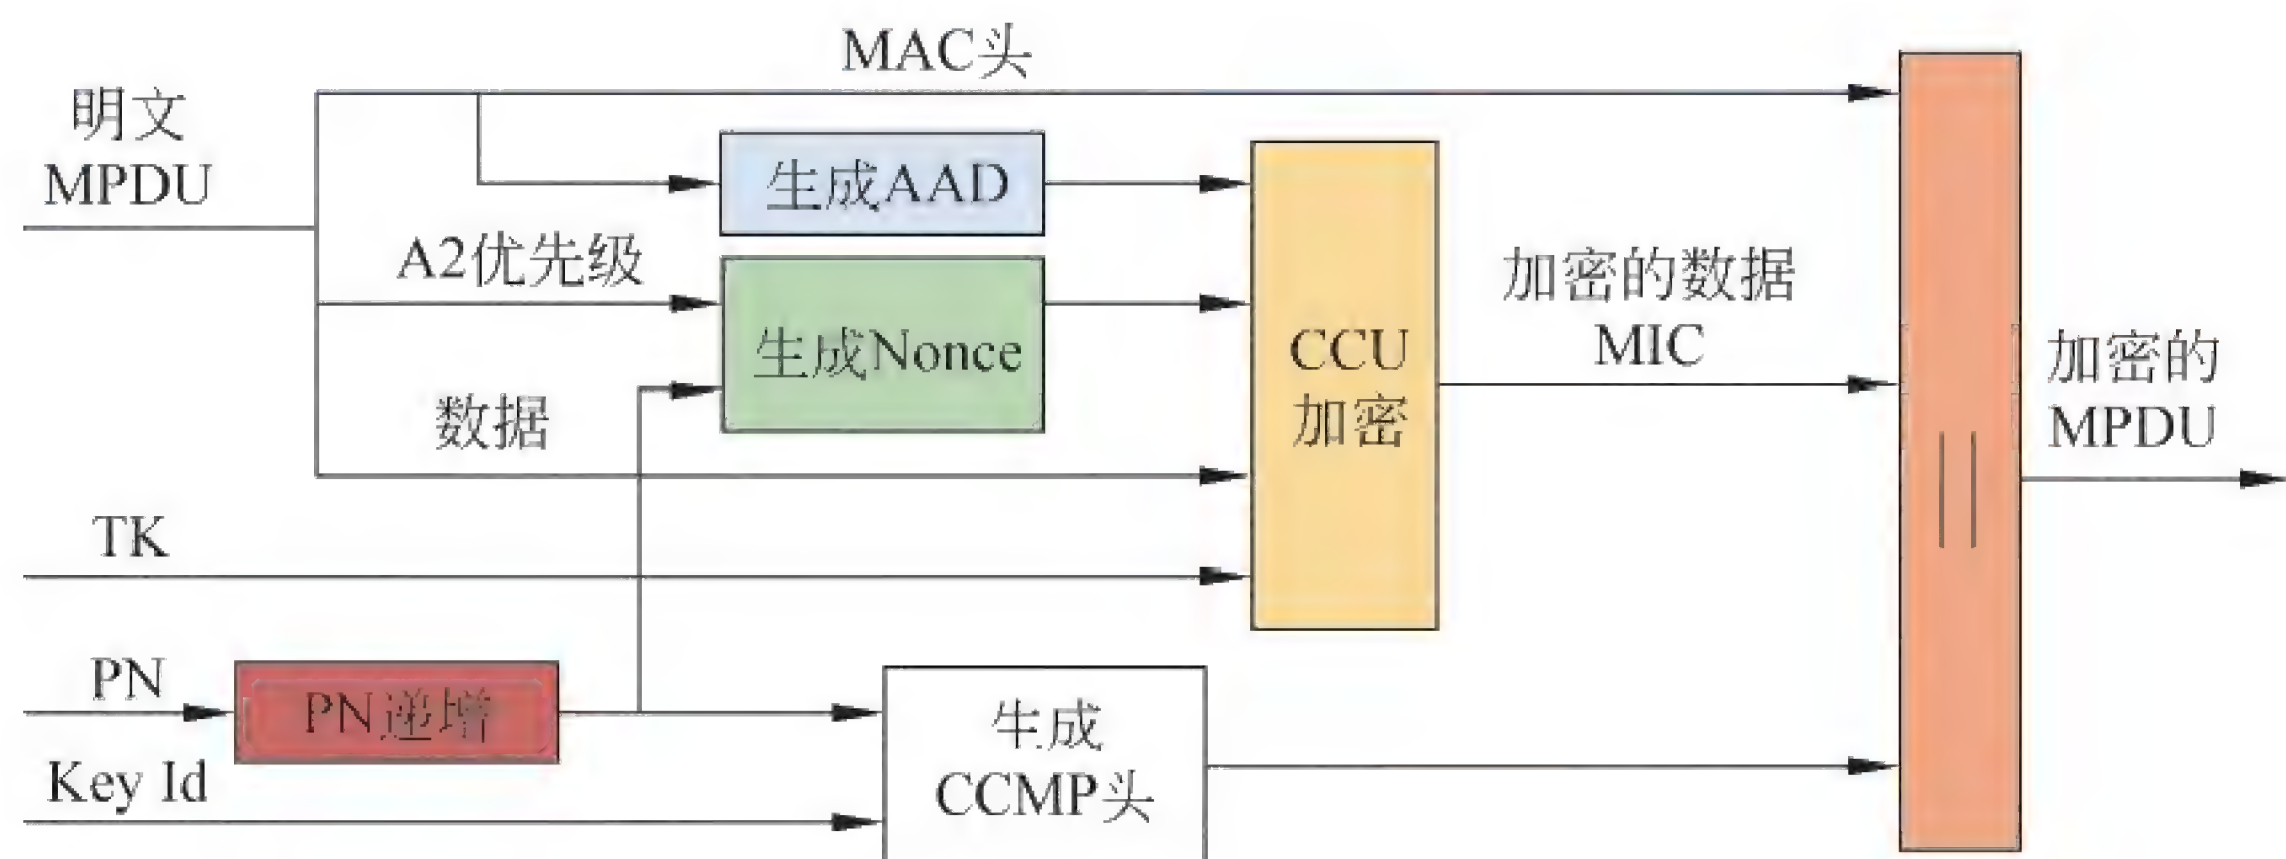 MAC头
明文
MPDU
生成AAD
A2优先级
生成Nonce
数据
CCU
加密
加密的数据
MIC
加密的
MPDU
TK
PN
PN递增
Key Id
生成
CCMP头
||